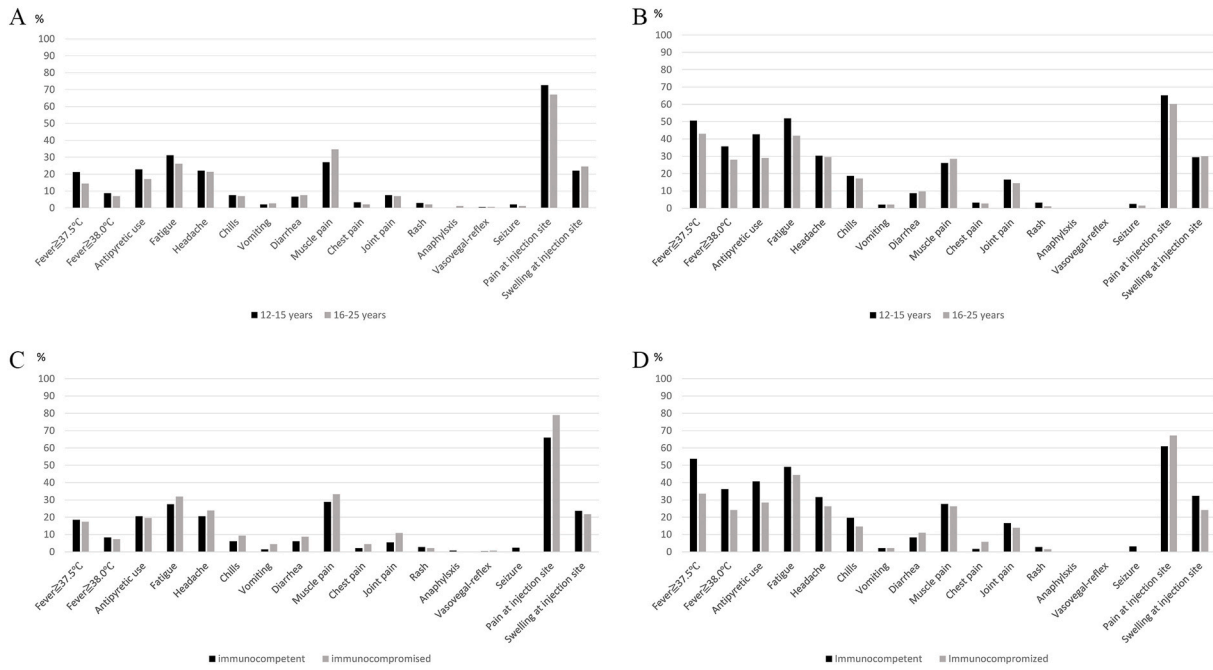 A %
100
90
80
70
60
50
40
30
20
10
0
Fever≧37.5℃
Fever≧38.0℃
Antipyretic use
Fatigue
Headache
Chills
Vomiting
Diarrhea
Muscle pain
Chest pain
Joint pain
Rash
Anaphylsxis
Vasovegal-reflex
Seizure
Pain at injection site
Swelling at injection site
12-15 years 16-25 years
B %
100
90
80
70
60
50
40
30
20
10
0
Fever≧37.5℃
Fever≧38.0℃
Antipyretic use
Fatigue
Headache
Chills
Vomiting
Diarrhea
Muscle pain
Chest pain
Joint pain
Rash
Anaphylsxis
Vasovegal-reflex
Seizure
Pain at injection site
Swelling at injection site
12-15 years 16-25 years
C %
100
90
80
70
60
50
40
30
20
10
0
Fever≧37.5℃
Fever≧38.0℃
Antipyretic use
Fatigue
Headache
Chills
Vomiting
Diarrhea
Muscle pain
Chest pain
Joint pain
Rash
Anaphylsxis
Vasovegal-reflex
Seizure
Pain at injection site
Swelling at injection site
immunocompetent immunocompromised
D %
100
90
80
70
60
50
40
30
20
10
0
Fever≧37.5℃
Fever≧38.0℃
Antipyretic use
Fatigue
Headache
Chills
Vomiting
Diarrhea
Muscle pain
Chest pain
Joint pain
Rash
Anaphylsxis
Vasovegal-reflex
Seizure
Pain at injection site
Swelling at injection site
Immunocompetent Immunocompromized